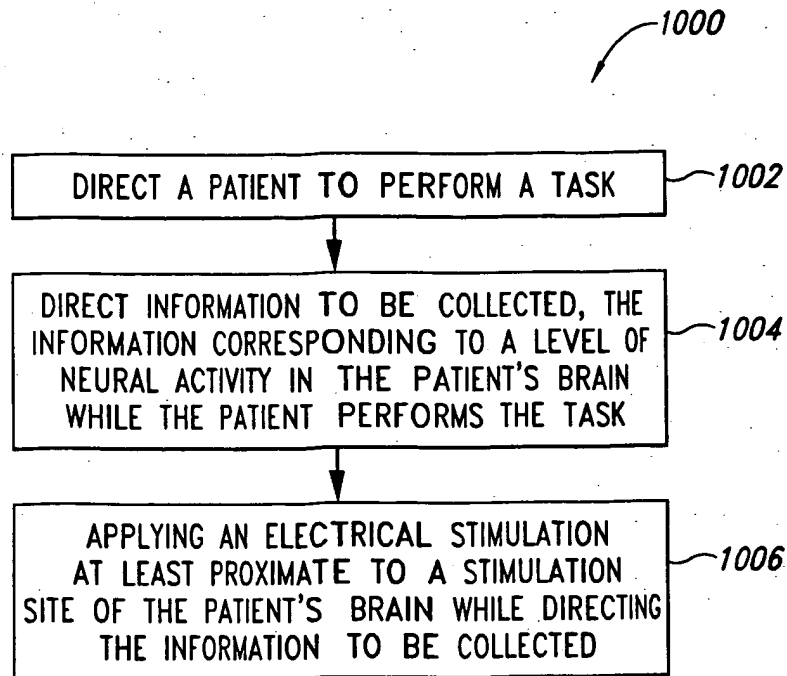 1000
DIRECT A PATIENT TO PERFORM A TASK
1002
DIRECT INFORMATION TO BE COLLECTED, THE
INFORMATION CORRESPONDING TO A LEVEL OF
NEURAL ACTIVITY IN THE PATIENT'S BRAIN
WHILE THE PATIENT PERFORMS THE TASK
1004
APPLYING AN ELECTRICAL STIMULATION
AT LEAST PROXIMATE TO A STIMULATION
SITE OF THE PATIENT'S BRAIN WHILE DIRECTING
THE INFORMATION TO BE COLLECTED
1006